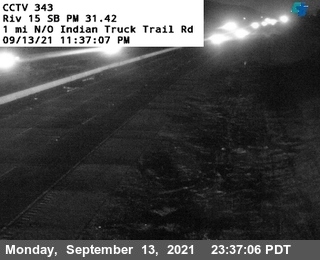 CCTV 343
Riv 15 SB PM 31.42
1 mi N/O Indian Truck Trail Rd
09/13/21 11:37:07 PM
Monday, September 13, 2021 23:37:06 PDT